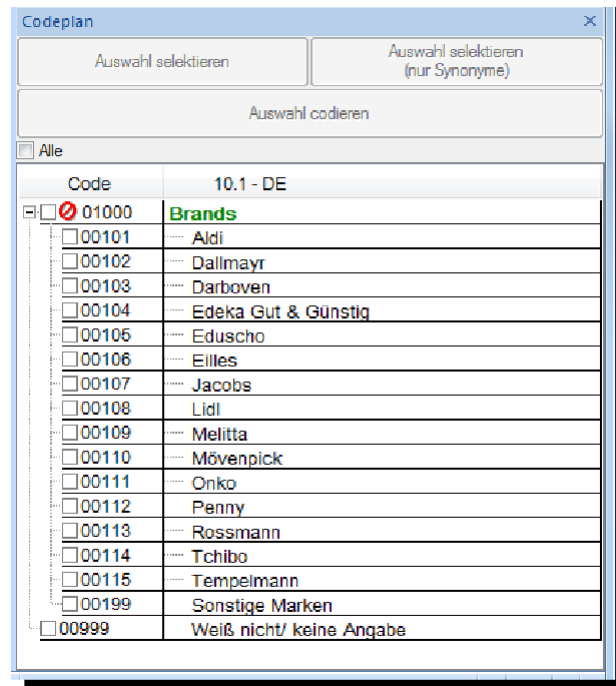 Codeplan
Auswahl selektieren
Auswahl selektieren
(nur Synonyme)
Auswahl codieren
Alle
Code 10.1 - DE
01000 Brands
00101 Aldi
00102 Dallmayr
00103 Darboven
00104 Edeka Gut & Günstig
00105 Eduscho
00106 Eilles
00107 Jacobs
00108 Lidl
00109 Melitta
00110 Mövenpick
00111 Onko
00112 Penny
00113 Rossmann
00114 Tchibo
00115 Tempelmann
00199 Sonstige Marken
00999 Weiß nicht/ keine Angabe